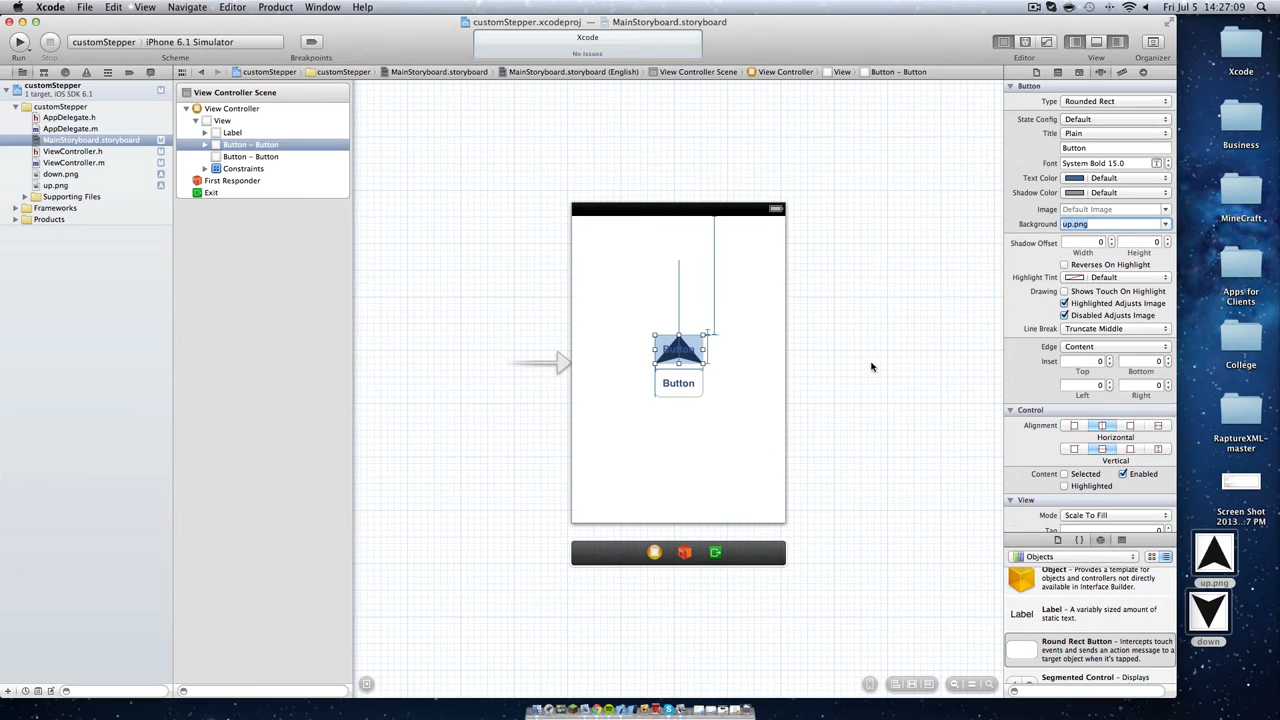 Xcode File Edit View Navigate Editor Product Window Help Fri Jul 5 14:27:09
customStepper.xcodeproj — MainStoryboard.storyboard
customStepper iPhone 6.1 Simulator
Xcode
No Issues
Run Stop Scheme Breakpoints Editor View Organizer
customStepper customStepper MainStoryboard.storyboard MainStoryboard.storyboard (English) View Controller Scene View Controller View Button - Button
customStepper
1 target, iOS SDK 6.1
M
customStepper
AppDelegate.h
AppDelegate.m
MainStoryboard.storyboard M
ViewController.h M
ViewController.m M
down.png A
up.png A
Supporting Files
Frameworks
Products
View Controller Scene
View Controller
View
Label
Button - Button
Button - Button
Constraints
First Responder
Exit
Button
Button
Button
Type Rounded Rect
State Config Default
Title Plain
Button
Font System Bold 15.0
Text Color Default
Shadow Color Default
Image Default Image
Background up.png
Shadow Offset 0 0
Width Height
Reverses On Highlight
Highlight Tint Default
Drawing Shows Touch On Highlight
Highlighted Adjusts Image
Disabled Adjusts Image
Line Break Truncate Middle
Edge Content
Inset 0 0
Top Bottom
0 0
Left Right
Control
Alignment
Horizontal
Vertical
Content Selected Enabled
Highlighted
View
Mode Scale To Fill
Tag 0
Objects
Object - Provides a template for
objects and controllers not directly
available in Interface Builder.
Label Label - A variably sized amount of
static text.
Round Rect Button - Intercepts touch
events and sends an action message to a
target object when it's tapped.
Segmented Control - Displays
Xcode
Business
MineCraft
Apps for
Clients
College
RaptureXML-
master
Screen Shot
2013...7 PM
up.png
down